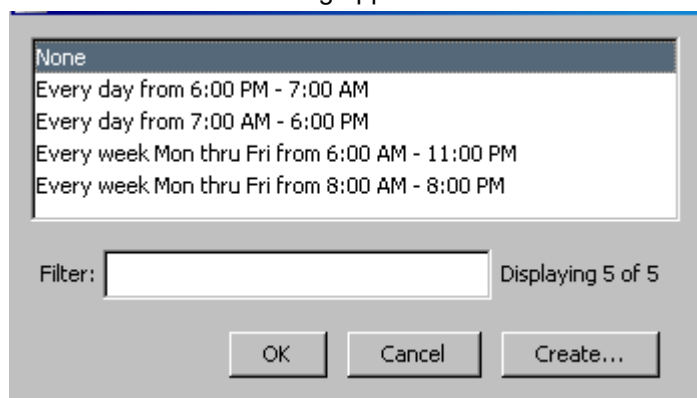 None
Every day from 6:00 PM - 7:00 AM
Every day from 7:00 AM - 6:00 PM
Every week Mon thru Fri from 6:00 AM - 11:00 PM
Every week Mon thru Fri from 8:00 AM - 8:00 PM
Filter: Displaying 5 of 5
OK Cancel Create...